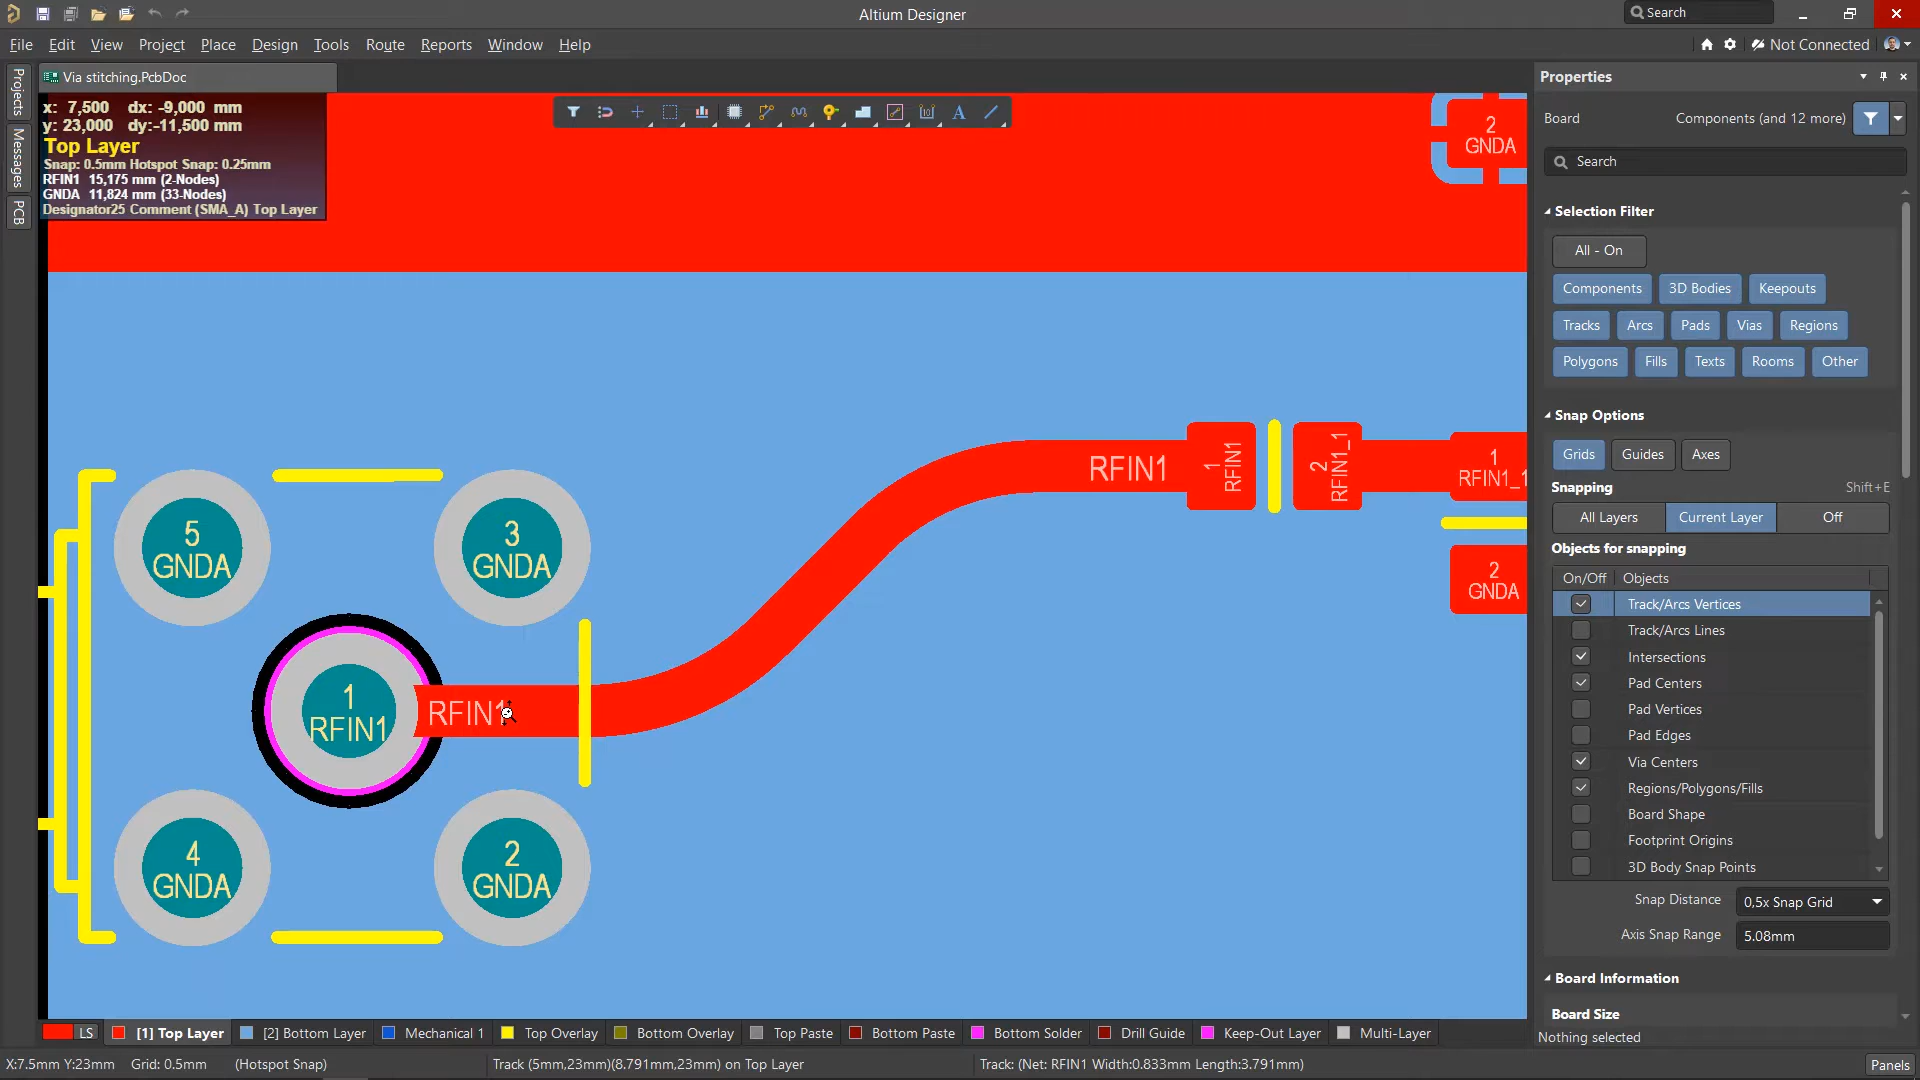 Altium Designer
Search
File Edit View Project Place Design Tools Route Reports Window Help
Not Connected
Projects
Messages
PCB
Via stitching.PcbDoc
x: 7,500 dx: -9,000 mm
y: 23,000 dy:-11,500 mm
Top Layer
Snap: 0.5mm Hotspot Snap: 0.25mm
RFIN1 15,175 mm (2-Nodes)
GNDA 11,824 mm (33-Nodes)
Designator25 Comment (SMA_A) Top Layer
2
GNDA
RFIN1
1
RFIN1
2
RFIN1_1
1
RFIN1_1
2
GNDA
5
GNDA
3
GNDA
1
RFIN1
RFIN1
4
GNDA
2
GNDA
Properties
Board Components (and 12 more)
Search
Selection Filter
All - On
Components 3D Bodies Keepouts
Tracks Arcs Pads Vias Regions
Polygons Fills Texts Rooms Other
Snap Options
Grids Guides Axes
Snapping Shift+E
All Layers Current Layer Off
Objects for snapping
On/Off Objects
Track/Arcs Vertices
Track/Arcs Lines
Intersections
Pad Centers
Pad Vertices
Pad Edges
Via Centers
Regions/Polygons/Fills
Board Shape
Footprint Origins
3D Body Snap Points
Snap Distance 0,5x Snap Grid
Axis Snap Range 5.08mm
Board Information
Board Size
Nothing selected
LS [1] Top Layer [2] Bottom Layer Mechanical 1 Top Overlay Bottom Overlay Top Paste Bottom Paste Bottom Solder Drill Guide Keep-Out Layer Multi-Layer
X:7.5mm Y:23mm Grid: 0.5mm (Hotspot Snap) Track (5mm,23mm)(8.791mm,23mm) on Top Layer Track: (Net: RFIN1 Width:0.833mm Length:3.791mm) Panels